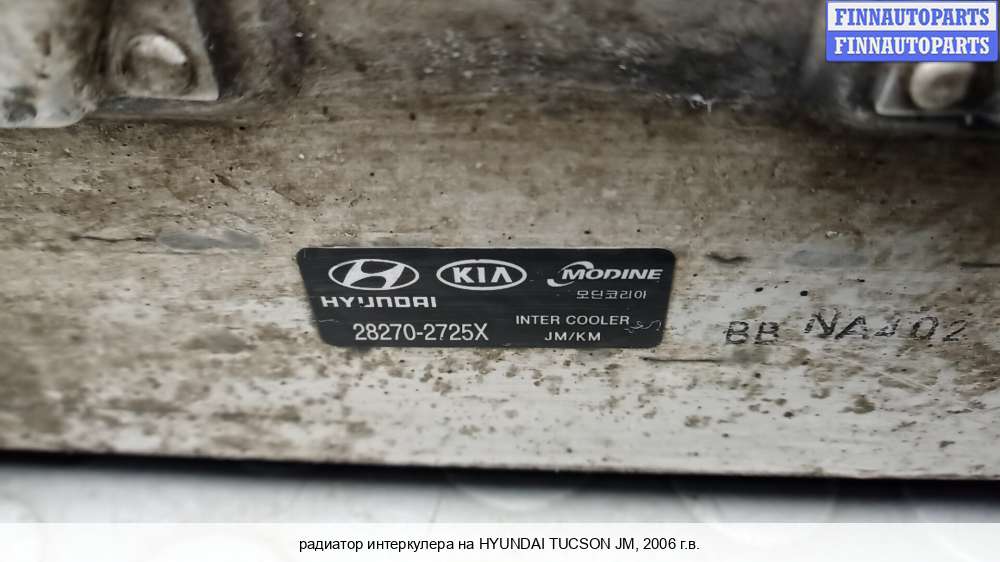 FINNAUTOPARTS
FINNAUTOPARTS
HYUNDAI
KIA
MODINE
모딘코리아
28270-2725X
INTER COOLER
JM/KM
BB NA402
радиатор интеркулера на HYUNDAI TUCSON JM, 2006 г.в.